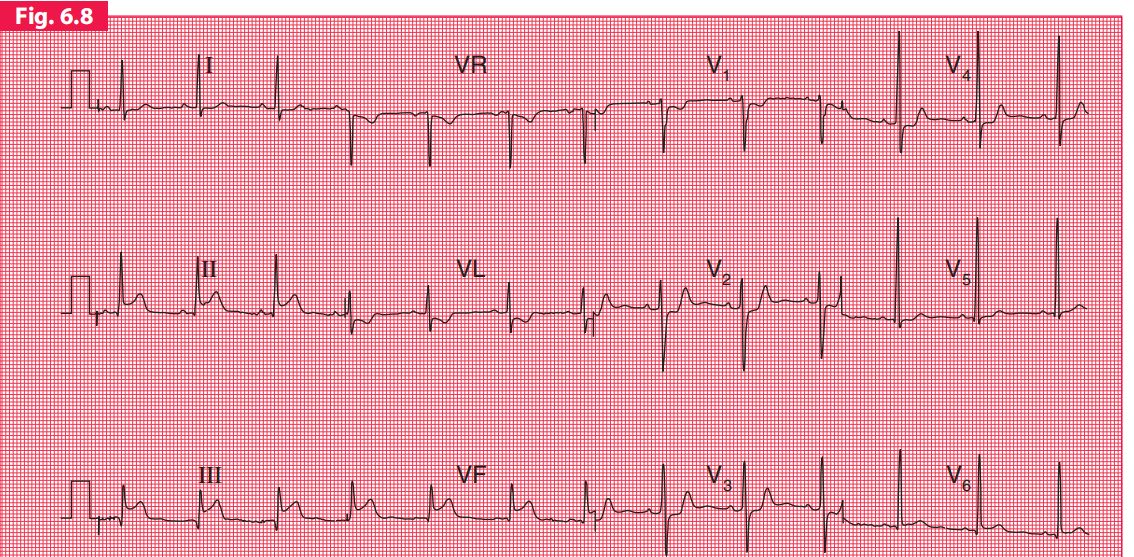 Fig. 6.8
I VR V₁ V₄
II VL V₂ V₅
III VF V₃ V₆